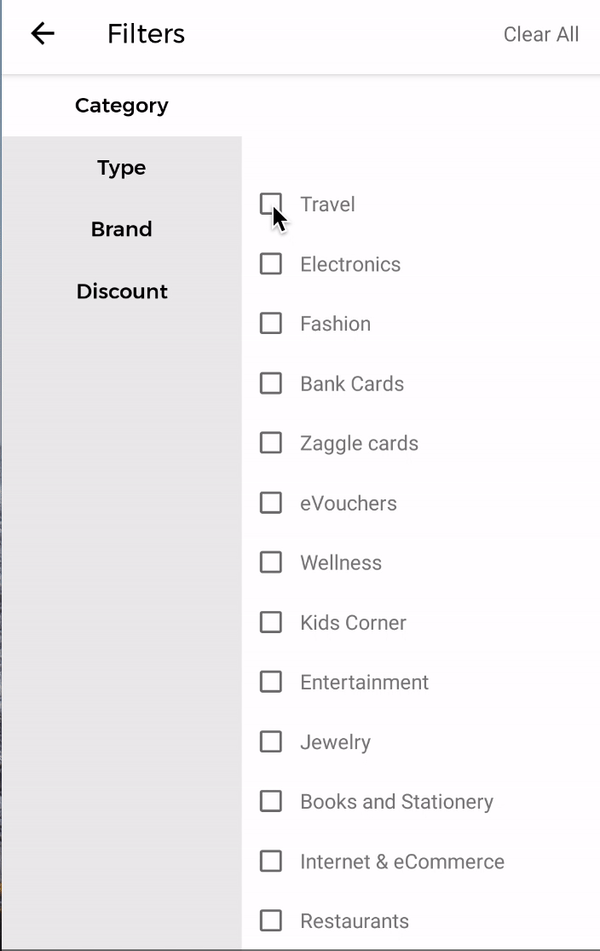 Filters
Clear All
Category
Type
Brand
Discount
Travel
Electronics
Fashion
Bank Cards
Zaggle cards
eVouchers
Wellness
Kids Corner
Entertainment
Jewelry
Books and Stationery
Internet & eCommerce
Restaurants